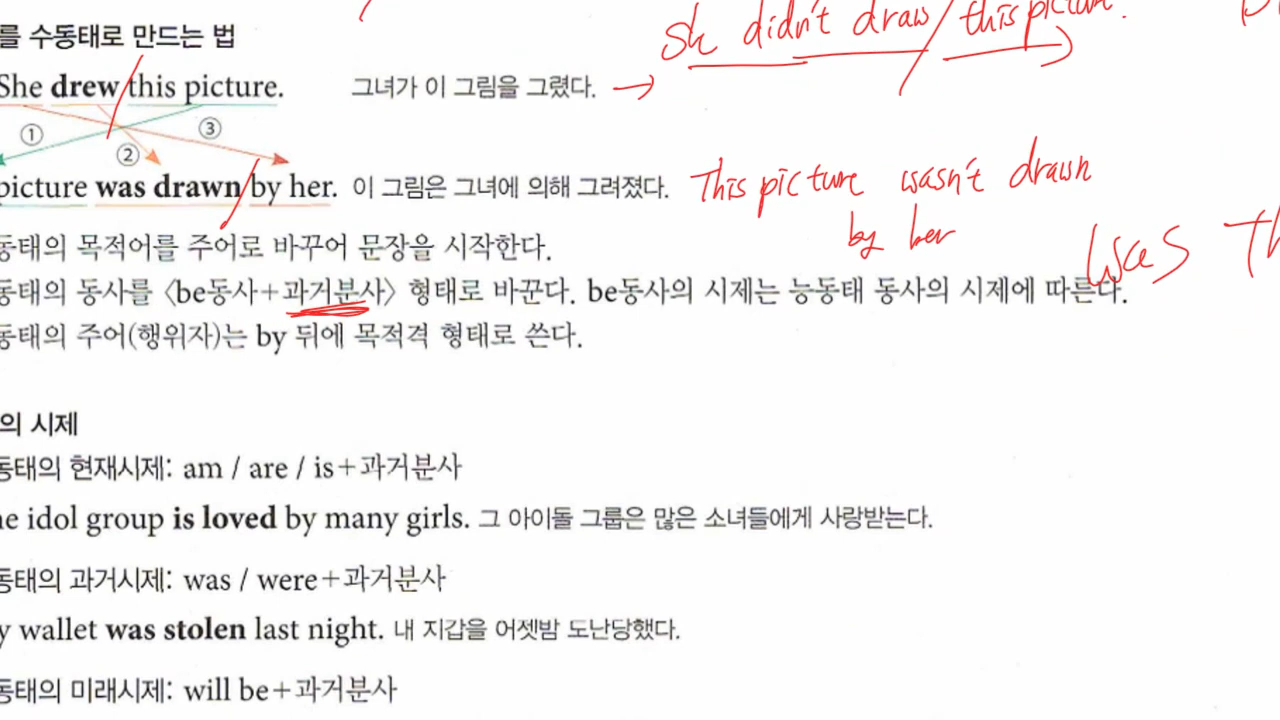 를 수동태로 만드는 법
Sh didn't draw / this picture.
She drew this picture. 그녀가 이 그림을 그렸다. →
① ② ③
picture was drawn by her. 이 그림은 그녀에 의해 그려졌다. This picture wasn't drawn
by her
동태의 목적어를 주어로 바꾸어 문장을 시작한다.
was Th
동태의 동사를 〈be동사+과거분사〉 형태로 바꾼다. be동사의 시제는 능동태 동사의 시제에 따른다.
동태의 주어(행위자)는 by 뒤에 목적격 형태로 쓴다.
의 시제
동태의 현재시제: am / are / is+과거분사
e idol group is loved by many girls. 그 아이돌 그룹은 많은 소녀들에게 사랑받는다.
동태의 과거시제: was / were+과거분사
y wallet was stolen last night. 내 지갑을 어젯밤 도난당했다.
동태의 미래시제: will be+과거분사